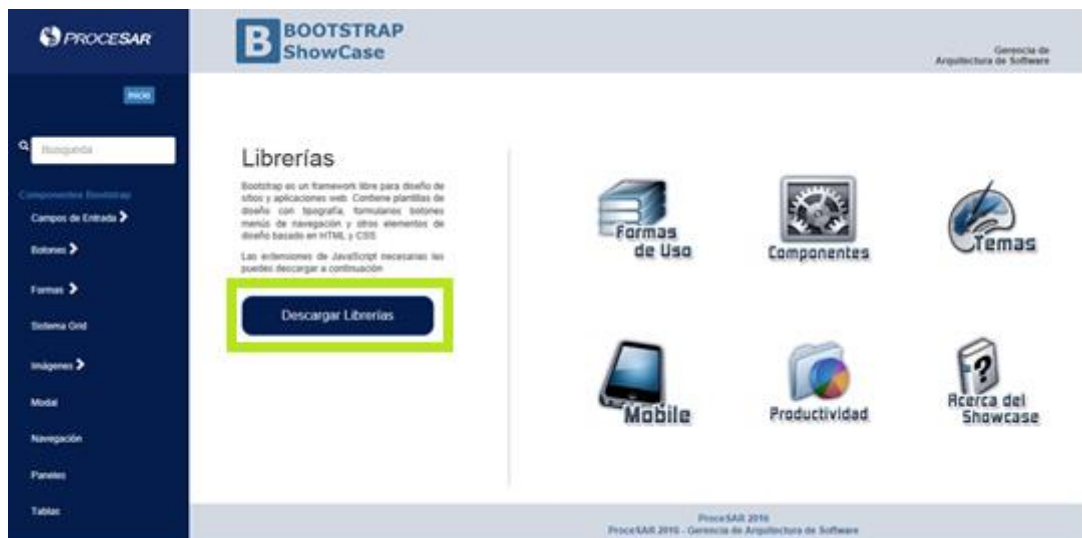 PROCESAR
B
BOOTSTRAP
ShowCase
Gerencia de
Arquitectura de Software
Inicio
Búsqueda
Componentes Bootstrap
Campos de Entrada
Botones
Formas
Sistema Grid
Imágenes
Modal
Navegación
Paneles
Tablas
Librerías
Bootstrap es un framework libre para diseño de
sitios y aplicaciones web. Contiene plantillas de
diseño con tipografía, formularios botones
menús de navegación y otros elementos de
diseño basado en HTML y CSS
Las extensiones de JavaScript necesarias las
puedes descargar a continuación
Descargar Librerías
Formas
de Uso
Componentes
Temas
Mobile
Productividad
Acerca del
Showcase
ProceSAR 2016
ProceSAR 2016 - Gerencia de Arquitectura de Software